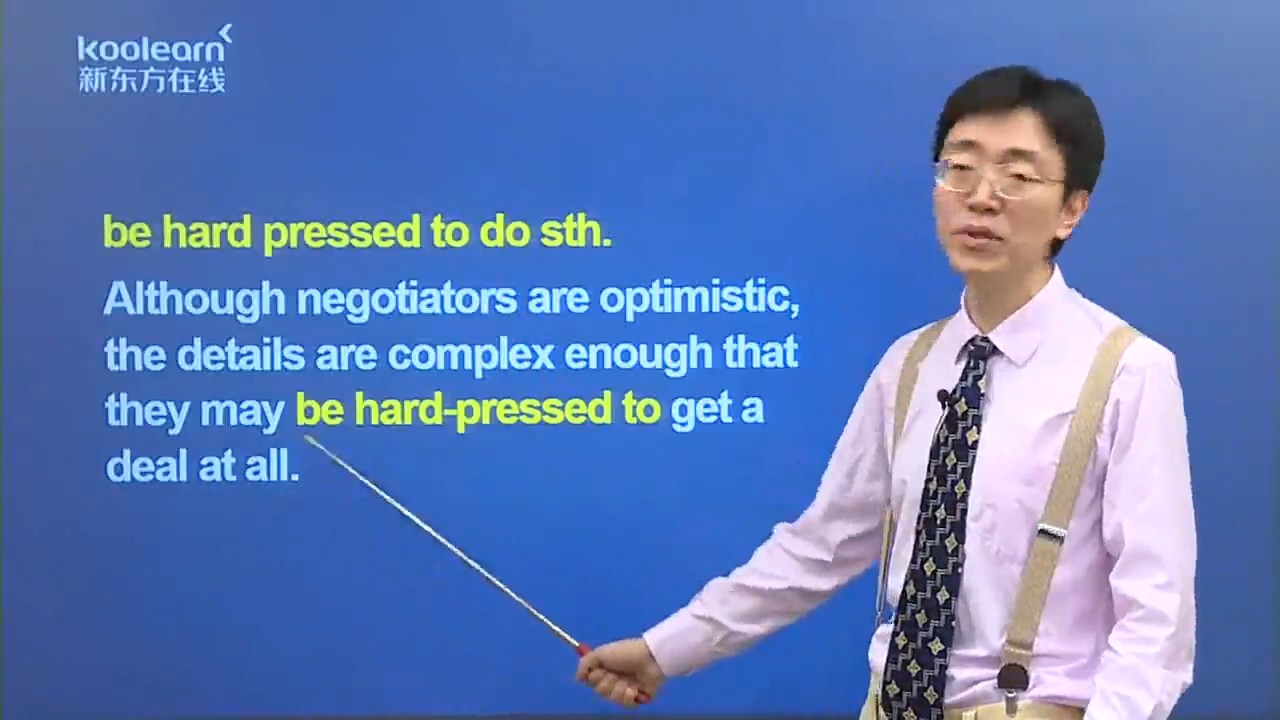 koolearn
新东方在线
be hard pressed to do sth.
Although negotiators are optimistic,
the details are complex enough that
they may be hard-pressed to get a
deal at all.